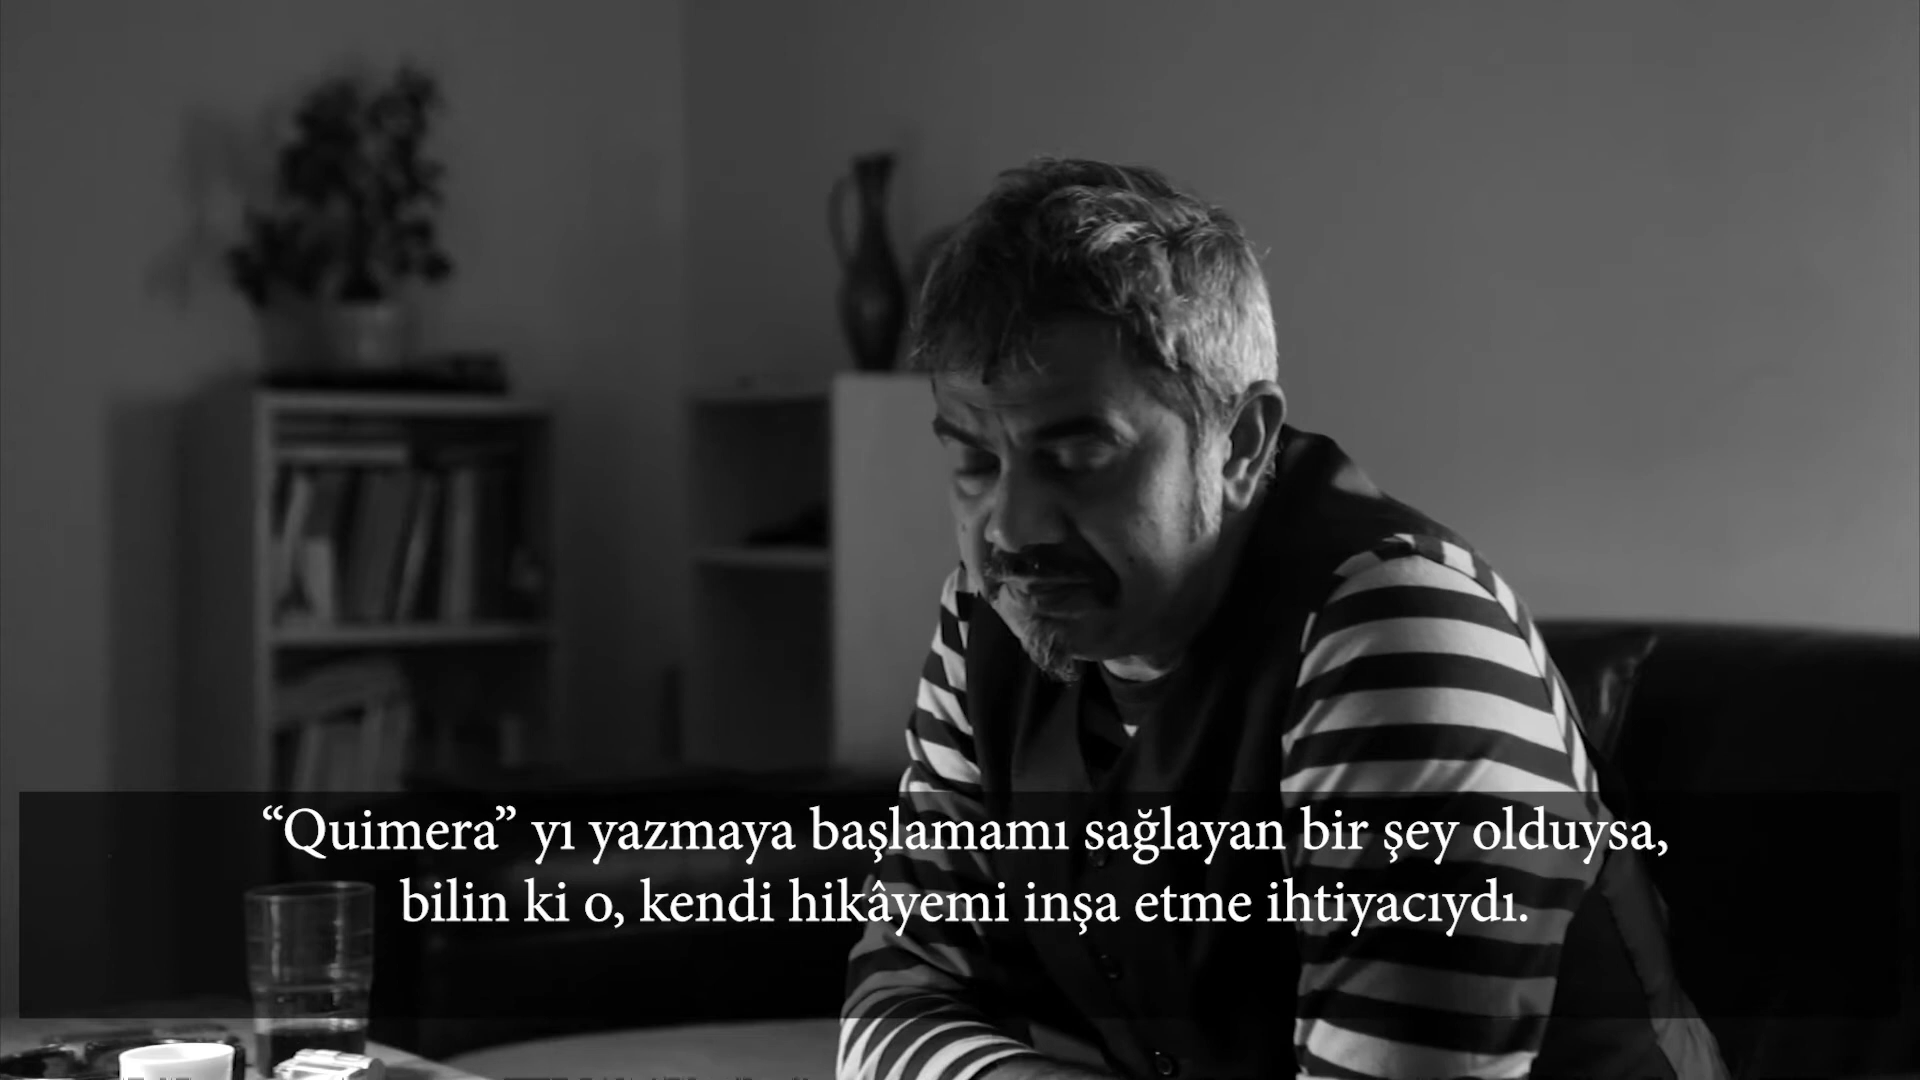 “Quimera” yı yazmaya başlamamı sağlayan bir şey olduysa,
bilin ki o, kendi hikâyemi inşa etme ihtiyacıydı.